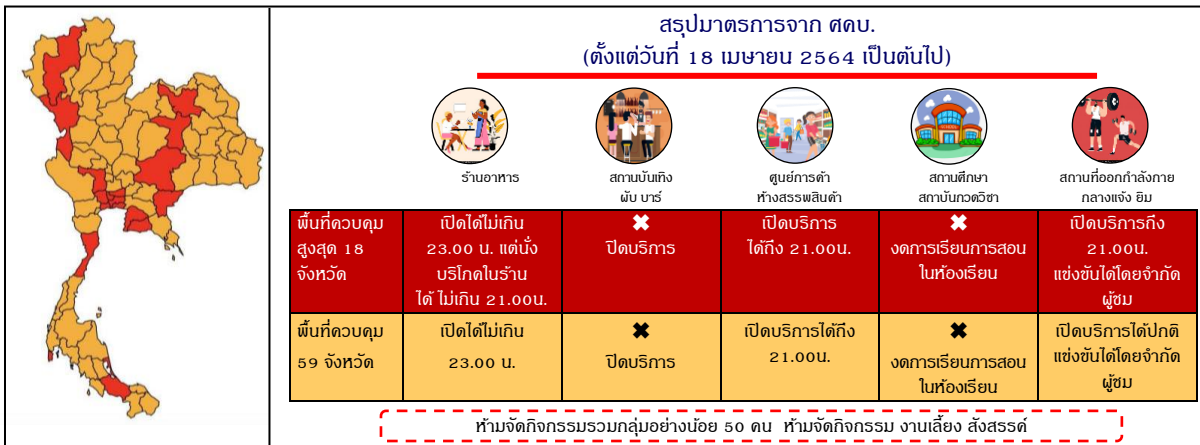 สรุปมาตรการจาก ศคบ.
(ตั้งแต่วันที่ 18 เมษายน 2564 เป็นต้นไป)
ร้านอาหาร
สถานบันเทิง
ผับ บาร์
ศูนย์การค้า
ห้างสรรพสินค้า
สถานศึกษา
สถาบันกวดวิชา
สถานที่ออกกำลังกาย
กลางแจ้ง ยิม
พื้นที่ควบคุม
สูงสุด 18
จังหวัด
เปิดได้ไม่เกิน
23.00 น. แต่นั่ง
บริโภคในร้าน
ได้ ไม่เกิน 21.00น.
✖
ปิดบริการ
เปิดบริการ
ได้ถึง 21.00น.
✖
งดการเรียนการสอน
ในห้องเรียน
เปิดบริการถึง
21.00น.
แข่งขันได้โดยจำกัด
ผู้ชม
พื้นที่ควบคุม
59 จังหวัด
เปิดได้ไม่เกิน
23.00 น.
✖
ปิดบริการ
เปิดบริการได้ถึง
21.00น.
✖
งดการเรียนการสอน
ในห้องเรียน
เปิดบริการได้ปกติ
แข่งขันได้โดยจำกัด
ผู้ชม
ห้ามจัดกิจกรรมรวมกลุ่มอย่างน้อย 50 คน ห้ามจัดกิจกรรม งานเลี้ยง สังสรรค์